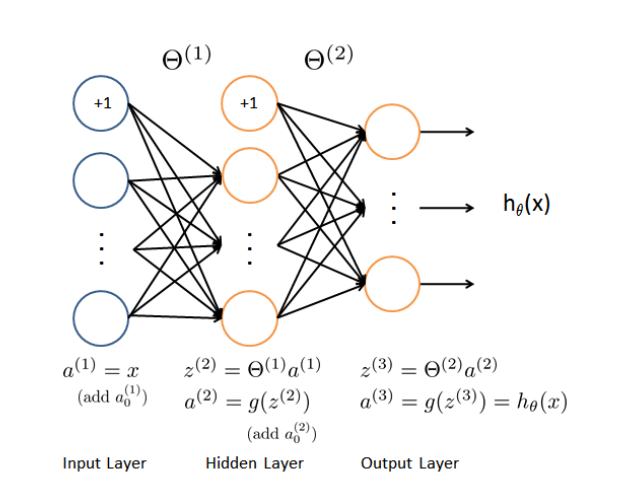 Θ^(1) Θ^(2)
+1 +1
h_θ(x)
a^(1) = x z^(2) = Θ^(1)a^(1) z^(3) = Θ^(2)a^(2)
(add a_0^(1)) a^(2) = g(z^(2)) a^(3) = g(z^(3)) = h_θ(x)
(add a_0^(2))
Input Layer Hidden Layer Output Layer